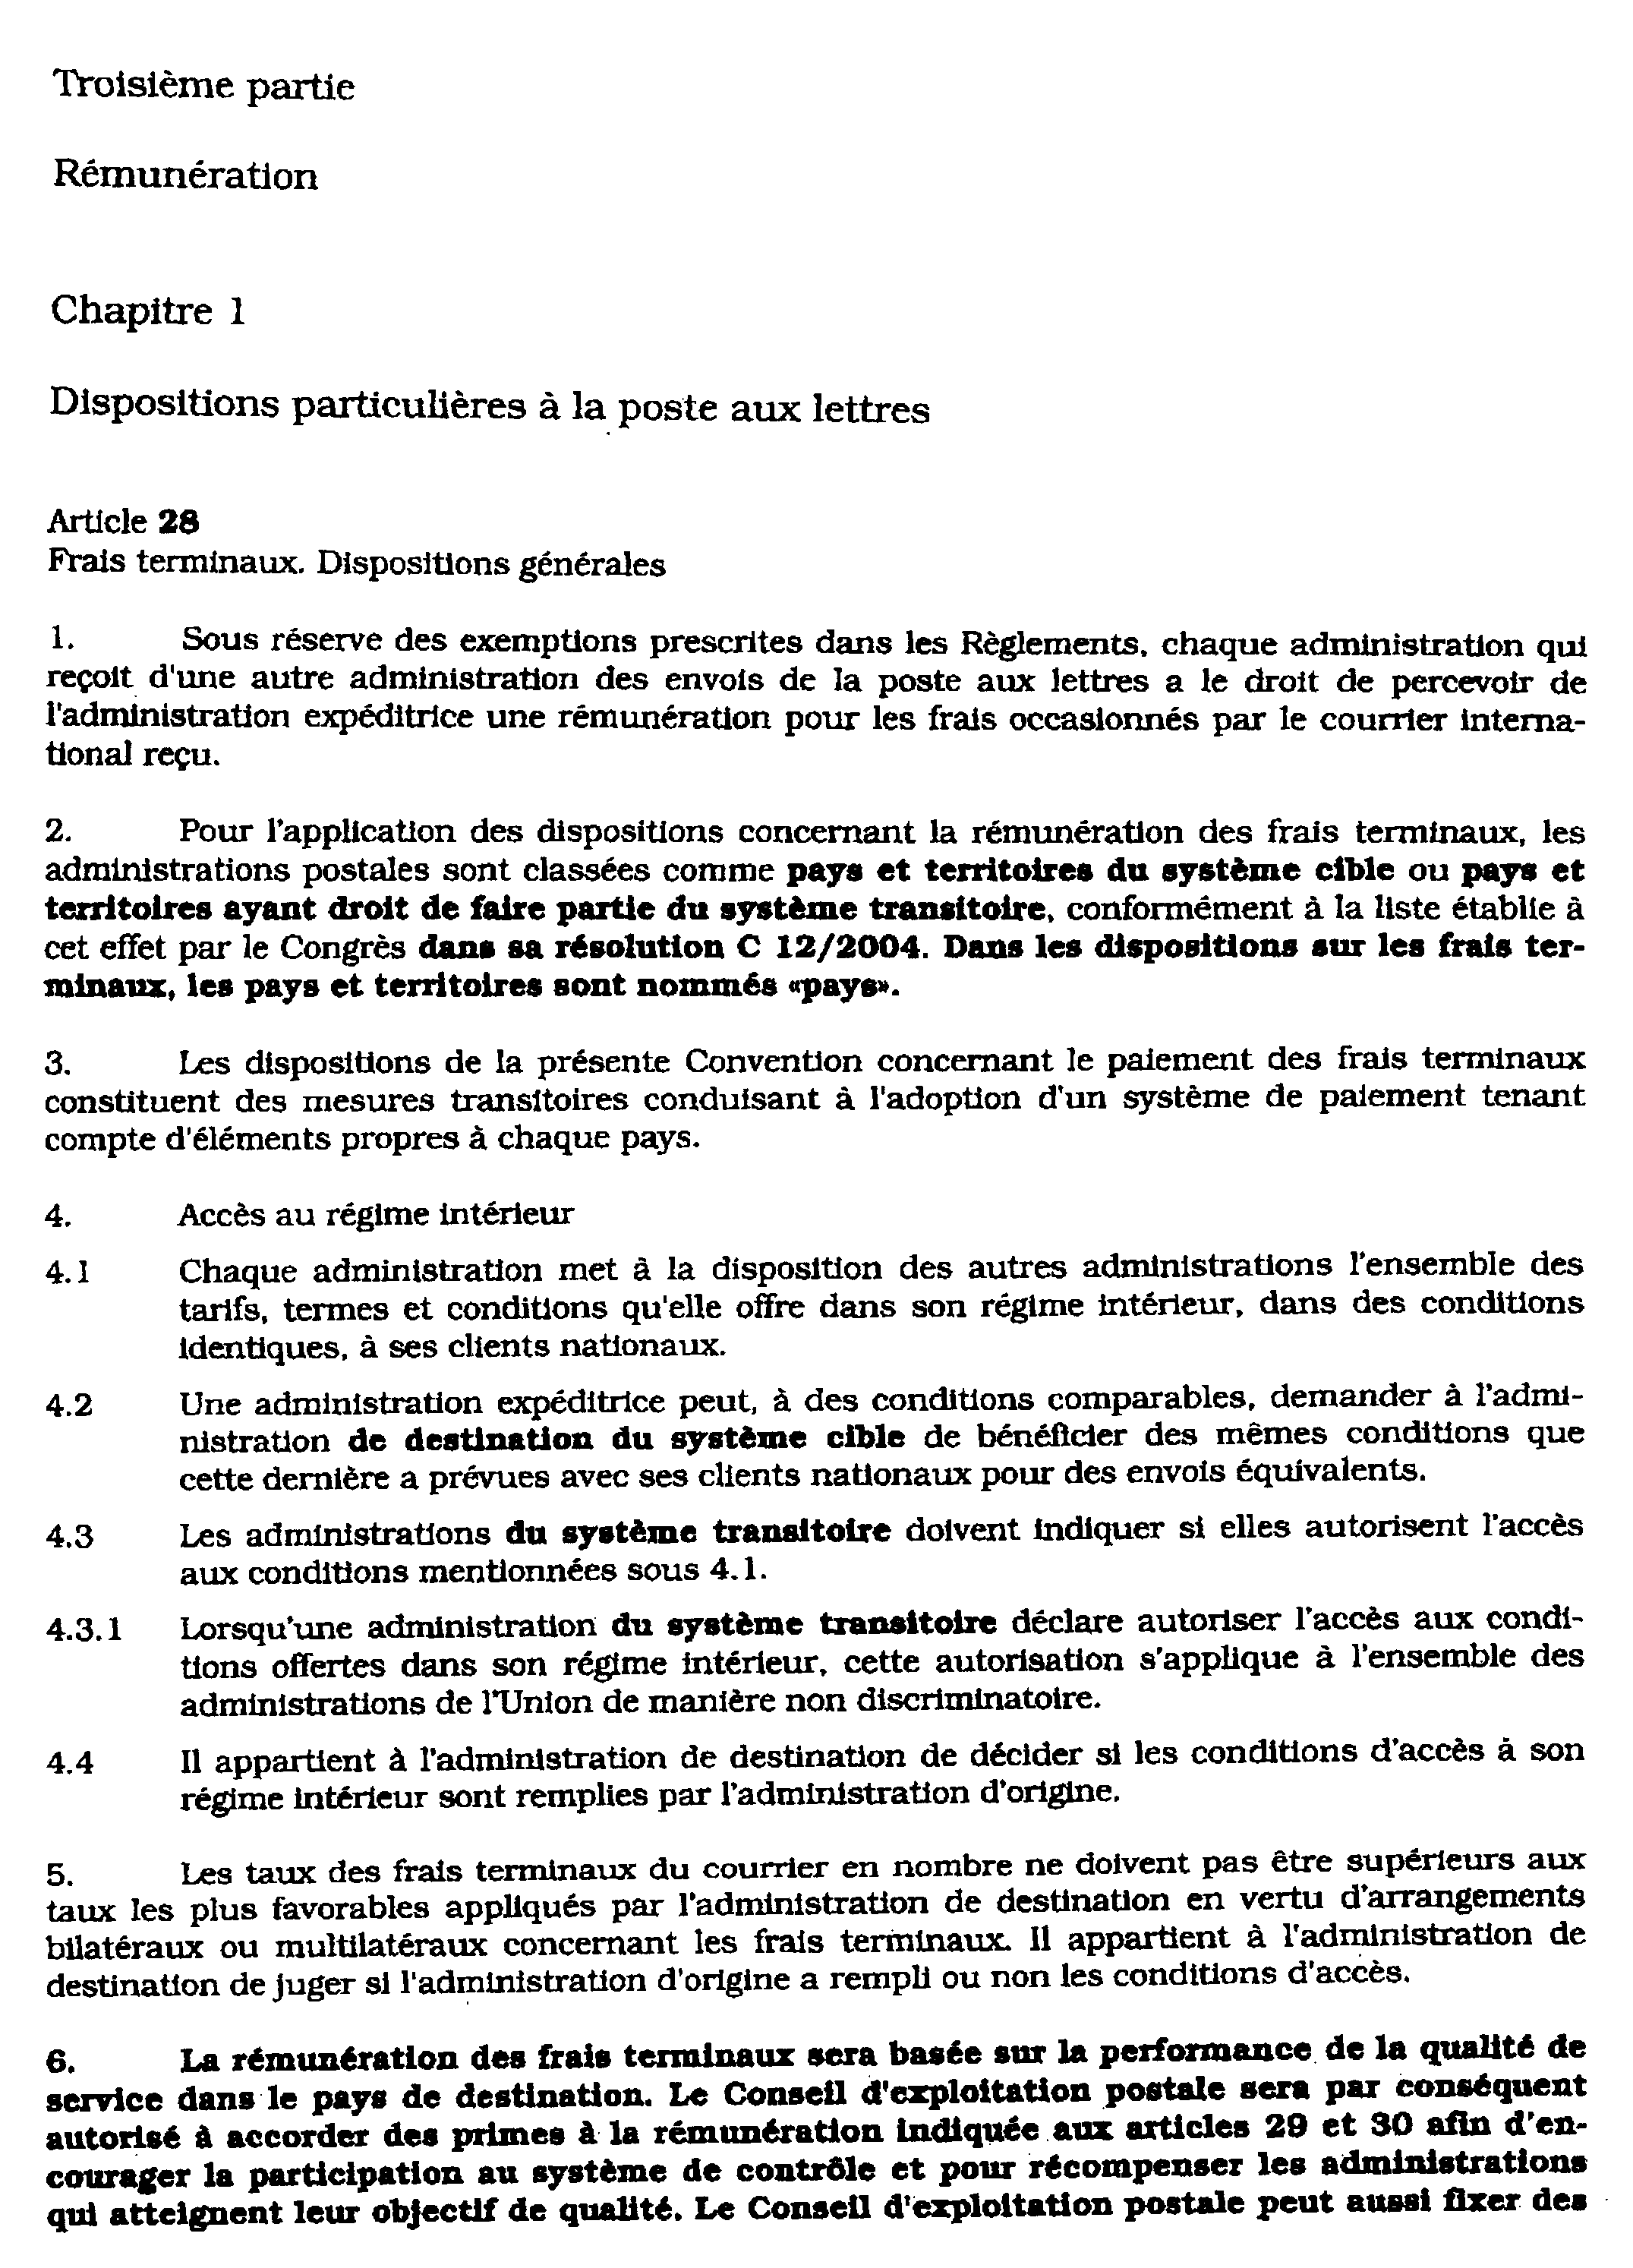 Troisième partie
Rémunération
Chapitre 1
Dispositions particulières à la poste aux lettres
Article 28
Frais terminaux. Dispositions générales
1. Sous réserve des exemptions prescrites dans les Règlements, chaque administration qui
reçoit d'une autre administration des envois de la poste aux lettres a le droit de percevoir de
l'administration expéditrice une rémunération pour les frais occasionnés par le courrier interna-
tional reçu.
2. Pour l'application des dispositions concernant la rémunération des frais terminaux, les
administrations postales sont classées comme pays et territoires du système cible ou pays et
territoires ayant droit de faire partie du système transitoire, conformément à la liste établie à
cet effet par le Congrès dans sa résolution C 12/2004. Dans les dispositions sur les frais ter-
minaux, les pays et territoires sont nommés «pays».
3. Les dispositions de la présente Convention concernant le paiement des frais terminaux
constituent des mesures transitoires conduisant à l'adoption d'un système de paiement tenant
compte d'éléments propres à chaque pays.
4. Accès au régime intérieur
4.1 Chaque administration met à la disposition des autres administrations l'ensemble des
tarifs, termes et conditions qu'elle offre dans son régime intérieur, dans des conditions
identiques, à ses clients nationaux.
4.2 Une administration expéditrice peut, à des conditions comparables, demander à l'admi-
nistration de destination du système cible de bénéficier des mêmes conditions que
cette dernière a prévues avec ses clients nationaux pour des envois équivalents.
4.3 Les administrations du système transitoire doivent indiquer si elles autorisent l'accès
aux conditions mentionnées sous 4.1.
4.3.1 Lorsqu'une administration du système transitoire déclare autoriser l'accès aux condi-
tions offertes dans son régime intérieur, cette autorisation s'applique à l'ensemble des
administrations de l'Union de manière non discriminatoire.
4.4 Il appartient à l'administration de destination de décider si les conditions d'accès à son
régime intérieur sont remplies par l'administration d'origine.
5. Les taux des frais terminaux du courrier en nombre ne doivent pas être supérieurs aux
taux les plus favorables appliqués par l'administration de destination en vertu d'arrangements
bilatéraux ou multilatéraux concernant les frais terminaux. Il appartient à l'administration de
destination de juger si l'administration d'origine a rempli ou non les conditions d'accès.
6. La rémunération des frais terminaux sera basée sur la performance de la qualité de
service dans le pays de destination. Le Conseil d'exploitation postale sera par conséquent
autorisé à accorder des primes à la rémunération indiquée aux articles 29 et 30 afin d'en-
courager la participation au système de contrôle et pour récompenser les administrations
qui atteignent leur objectif de qualité. Le Conseil d'exploitation postale peut aussi fixer des